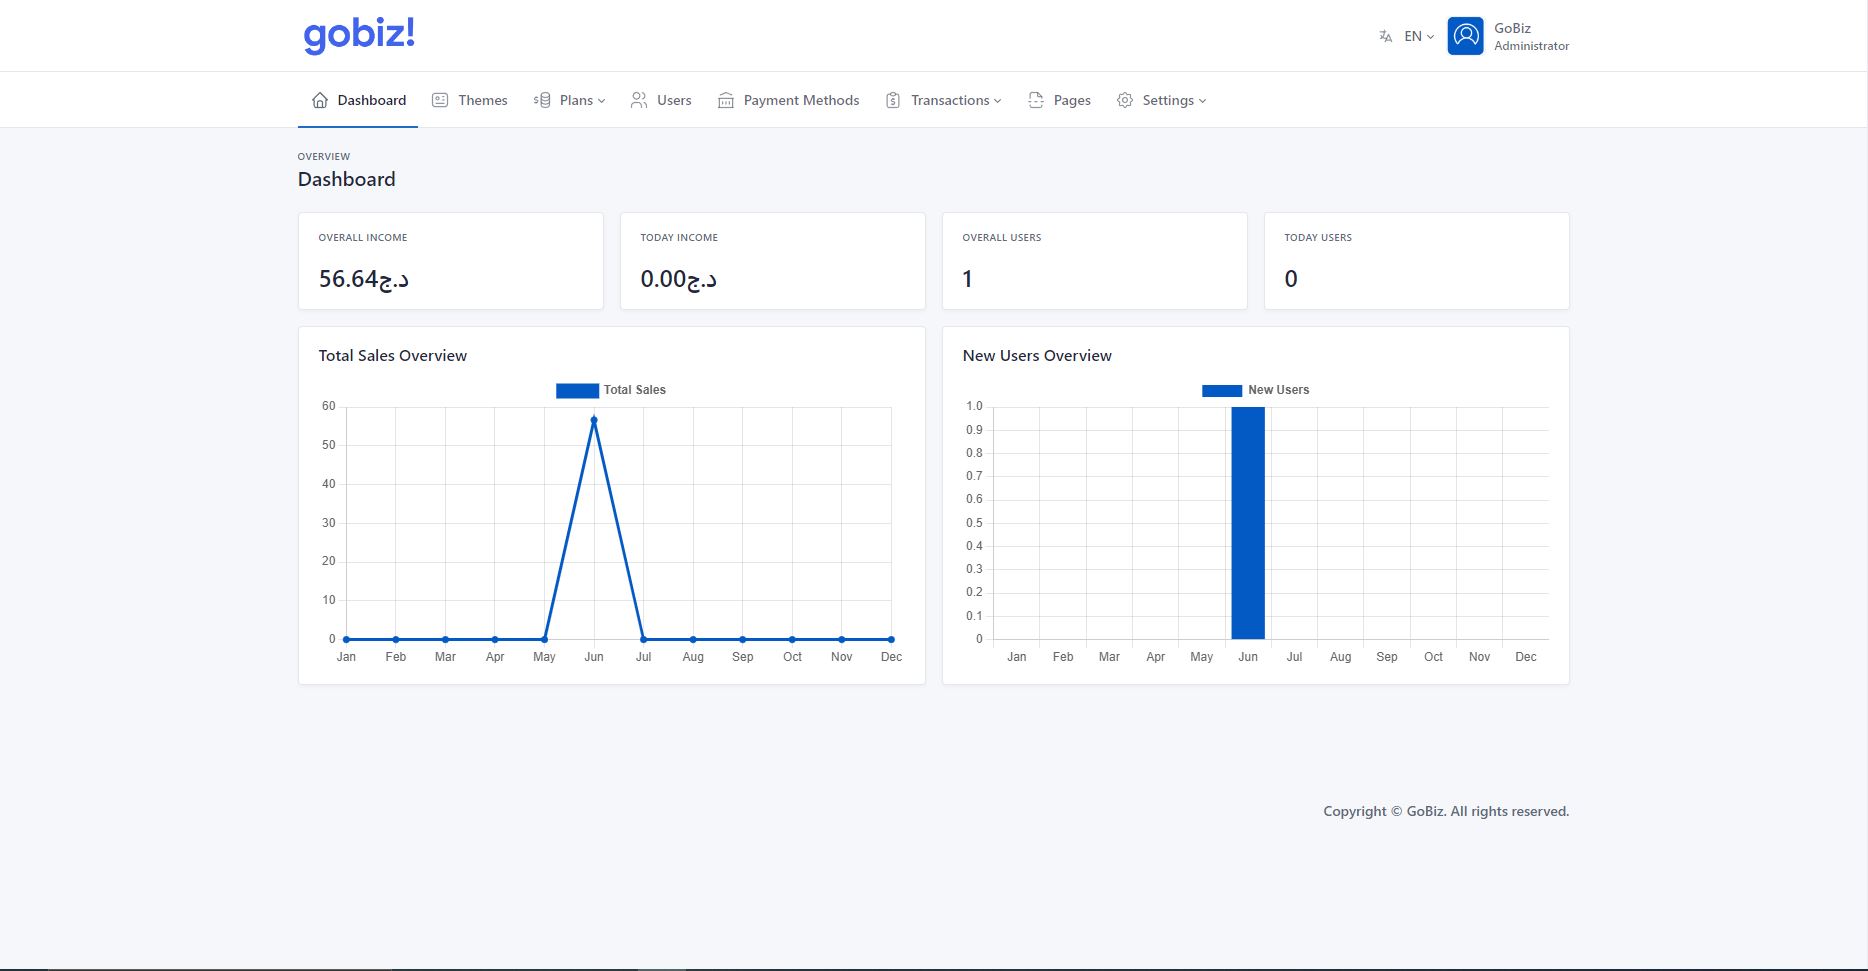 gobiz!
EN
GoBiz
Administrator
Dashboard
Themes
Plans
Users
Payment Methods
Transactions
Pages
Settings
OVERVIEW
Dashboard
OVERALL INCOME
56.64د.ج
TODAY INCOME
0.00د.ج
OVERALL USERS
1
TODAY USERS
0
Total Sales Overview
Total Sales
60
50
40
30
20
10
0
Jan Feb Mar Apr May Jun Jul Aug Sep Oct Nov Dec
New Users Overview
New Users
1.0
0.9
0.8
0.7
0.6
0.5
0.4
0.3
0.2
0.1
0
Jan Feb Mar Apr May Jun Jul Aug Sep Oct Nov Dec
Copyright © GoBiz. All rights reserved.